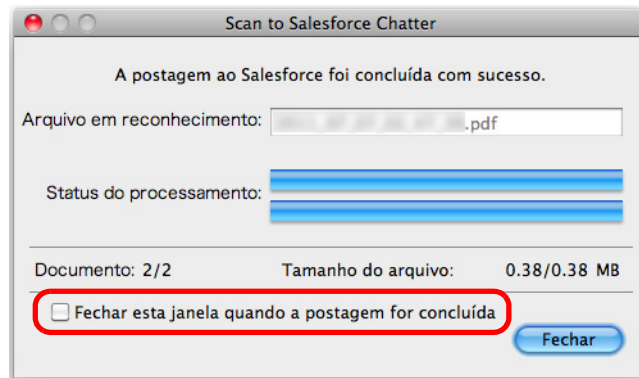 Scan to Salesforce Chatter
A postagem ao Salesforce foi concluída com sucesso.
Arquivo em reconhecimento: .pdf
Status do processamento:
Documento: 2/2 Tamanho do arquivo: 0.38/0.38 MB
Fechar esta janela quando a postagem for concluída
Fechar